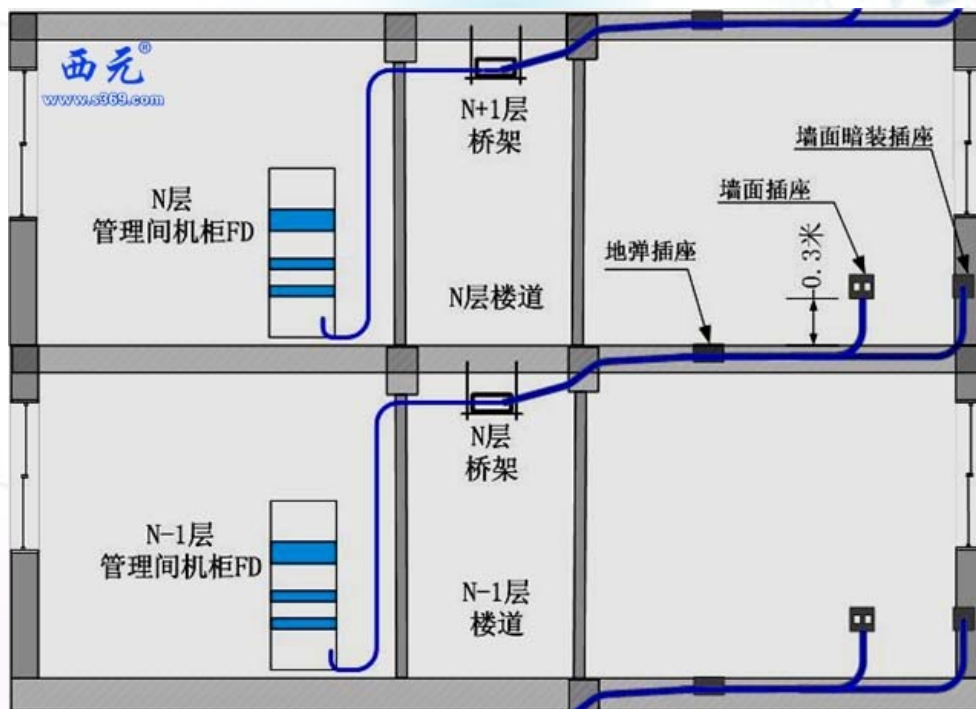 西元®
www.s369.com
N+1层
桥架
墙面暗装插座
墙面插座
N层
管理间机柜FD
地弹插座
0.3米
N层楼道
N层
桥架
N-1层
管理间机柜FD
N-1层
楼道